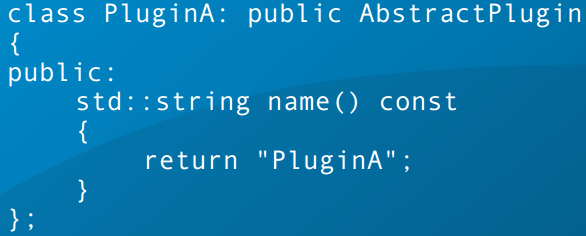 class PluginA: public AbstractPlugin
{
public:
    std::string name() const
    {
        return "PluginA";
    }
};